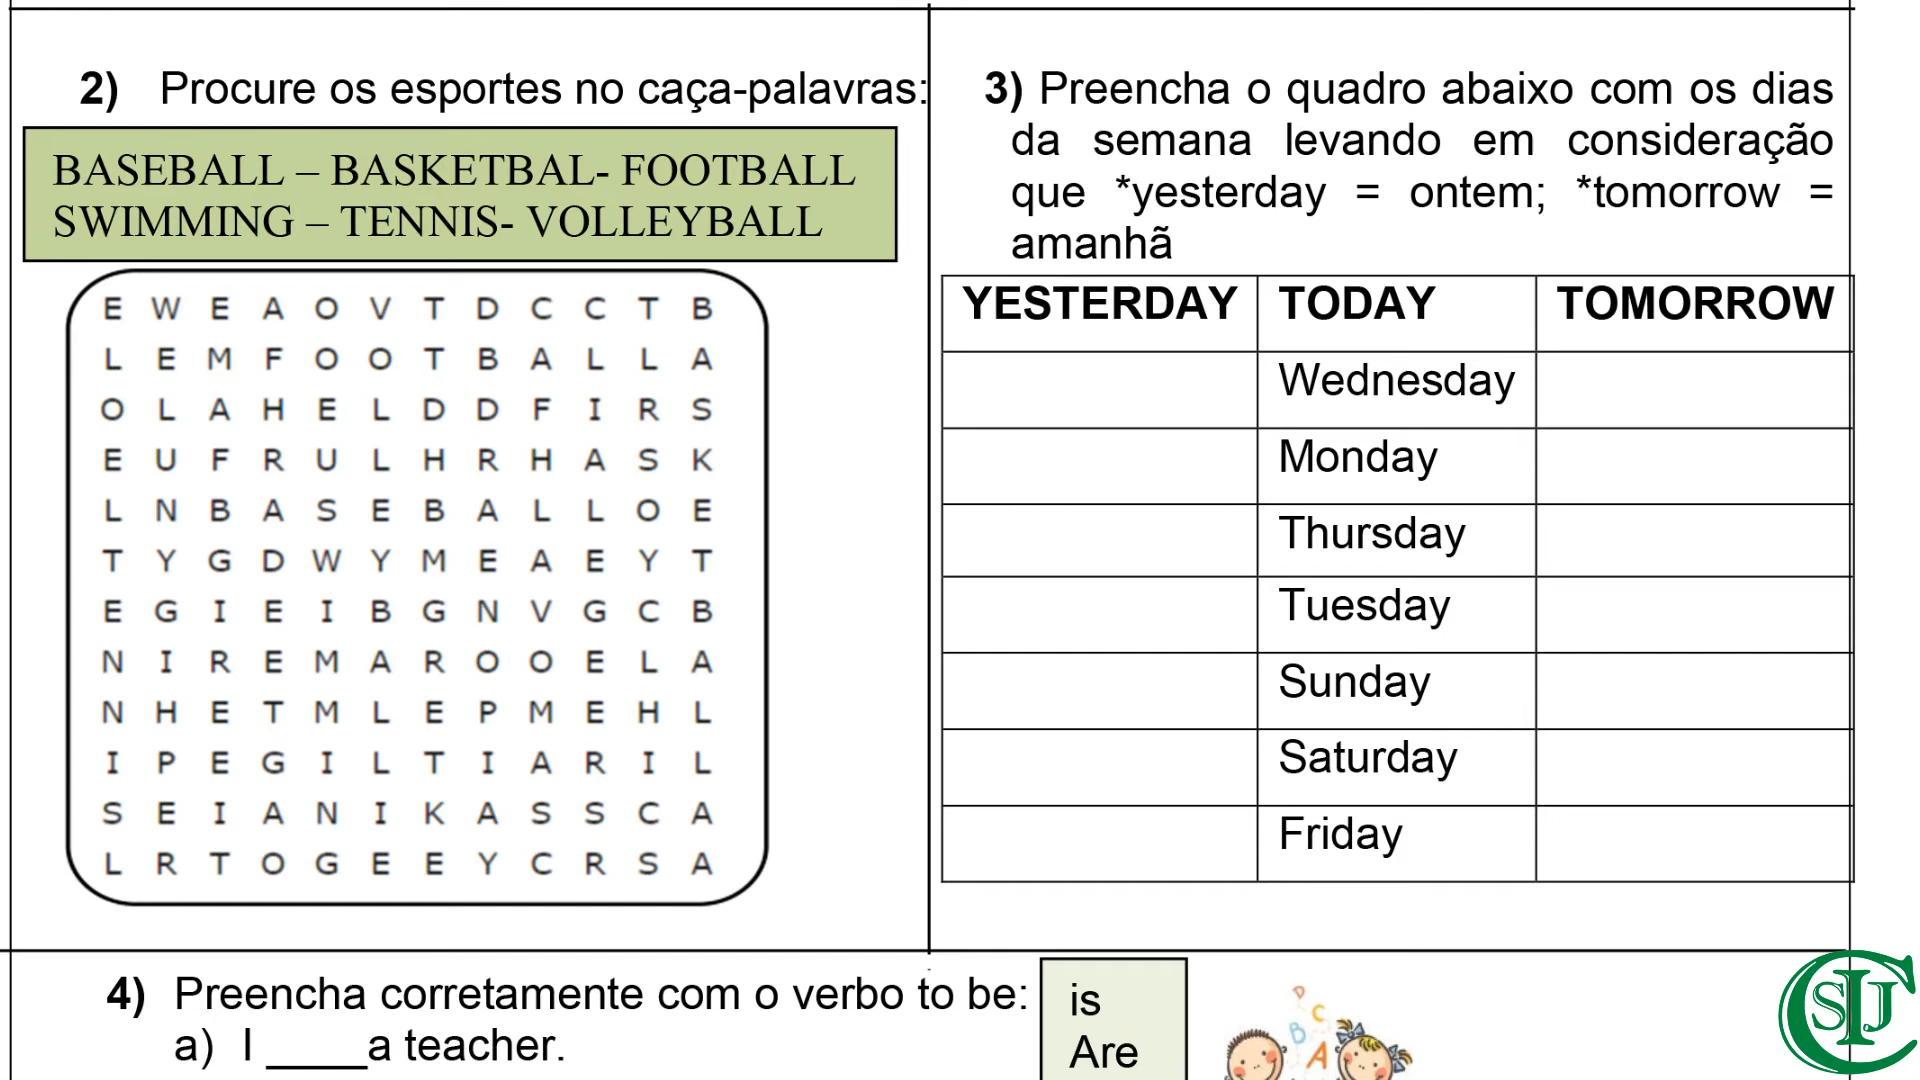 2) Procure os esportes no caça-palavras:
BASEBALL – BASKETBAL- FOOTBALL
SWIMMING – TENNIS- VOLLEYBALL
E W E A O V T D C C T B
L E M F O O T B A L L A
O L A H E L D D F I R S
E U F R U L H R H A S K
L N B A S E B A L L O E
T Y G D W Y M E A E Y T
E G I E I B G N V G C B
N I R E M A R O O E L A
N H E T M L E P M E H L
I P E G I L T I A R I L
S E I A N I K A S S C A
L R T O G E E Y C R S A
3) Preencha o quadro abaixo com os dias
da semana levando em consideração
que *yesterday = ontem; *tomorrow =
amanhã
YESTERDAY TODAY TOMORROW
Wednesday
Monday
Thursday
Tuesday
Sunday
Saturday
Friday
4) Preencha corretamente com o verbo to be:
a) I ____a teacher.
is
Are
D
C
B
A
CSIJ